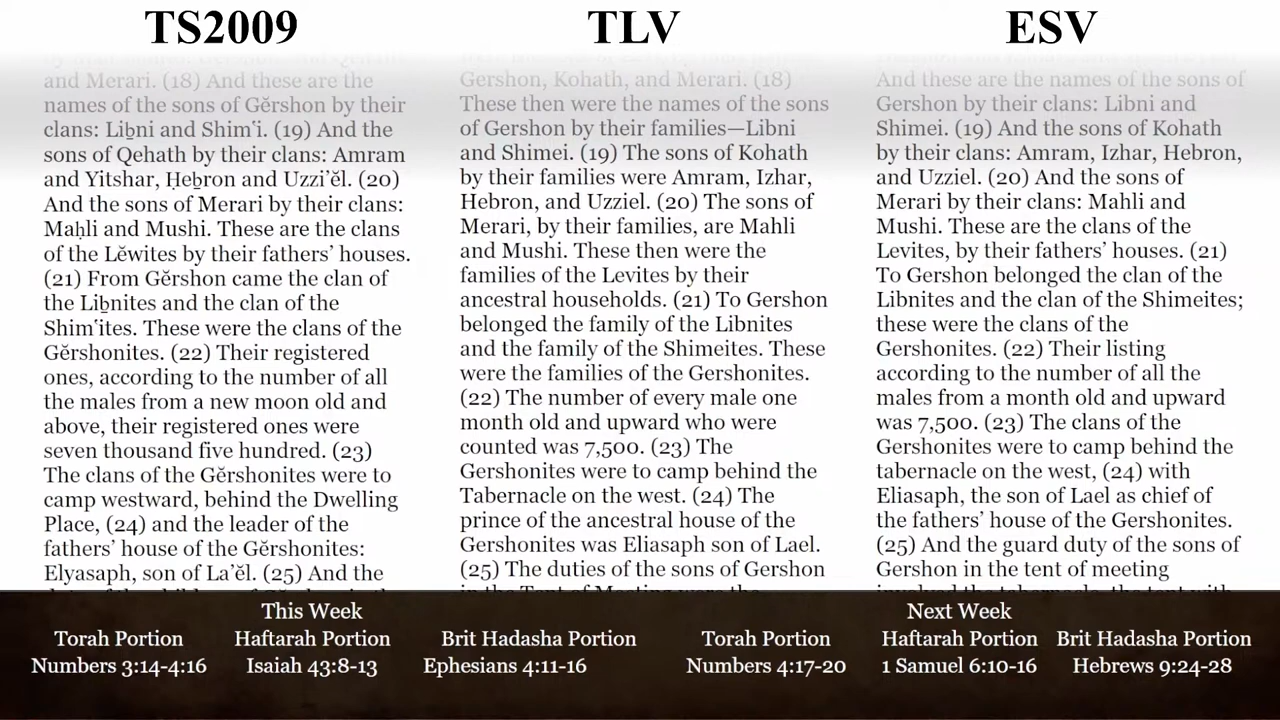 TS2009
and Merari. (18) And these are the
names of the sons of Gĕrshon by their
clans: Liḇni and Shim‛i. (19) And the
sons of Qehath by their clans: Amram
and Yitshar, Ḥeḇron and Uzzi’ĕl. (20)
And the sons of Merari by their clans:
Maḥli and Mushi. These are the clans
of the Lĕwites by their fathers’ houses.
(21) From Gĕrshon came the clan of
the Liḇnites and the clan of the
Shim‛ites. These were the clans of the
Gĕrshonites. (22) Their registered
ones, according to the number of all
the males from a new moon old and
above, their registered ones were
seven thousand five hundred. (23)
The clans of the Gĕrshonites were to
camp westward, behind the Dwelling
Place, (24) and the leader of the
fathers’ house of the Gĕrshonites:
Elyasaph, son of La’ĕl. (25) And the
TLV
Gershon, Kohath, and Merari. (18)
These then were the names of the sons
of Gershon by their families—Libni
and Shimei. (19) The sons of Kohath
by their families were Amram, Izhar,
Hebron, and Uzziel. (20) The sons of
Merari, by their families, are Mahli
and Mushi. These then were the
families of the Levites by their
ancestral households. (21) To Gershon
belonged the family of the Libnites
and the family of the Shimeites. These
were the families of the Gershonites.
(22) The number of every male one
month old and upward who were
counted was 7,500. (23) The
Gershonites were to camp behind the
Tabernacle on the west. (24) The
prince of the ancestral house of the
Gershonites was Eliasaph son of Lael.
(25) The duties of the sons of Gershon
in the Tent of Meeting were the
ESV
And these are the names of the sons of
Gershon by their clans: Libni and
Shimei. (19) And the sons of Kohath
by their clans: Amram, Izhar, Hebron,
and Uzziel. (20) And the sons of
Merari by their clans: Mahli and
Mushi. These are the clans of the
Levites, by their fathers’ houses. (21)
To Gershon belonged the clan of the
Libnites and the clan of the Shimeites;
these were the clans of the
Gershonites. (22) Their listing
according to the number of all the
males from a month old and upward
was 7,500. (23) The clans of the
Gershonites were to camp behind the
tabernacle on the west, (24) with
Eliasaph, the son of Lael as chief of
the fathers’ house of the Gershonites.
(25) And the guard duty of the sons of
Gershon in the tent of meeting
involved the tabernacle, the tent with
This Week
Torah Portion
Numbers 3:14-4:16
Haftarah Portion
Isaiah 43:8-13
Brit Hadasha Portion
Ephesians 4:11-16
Next Week
Torah Portion
Numbers 4:17-20
Haftarah Portion
1 Samuel 6:10-16
Brit Hadasha Portion
Hebrews 9:24-28